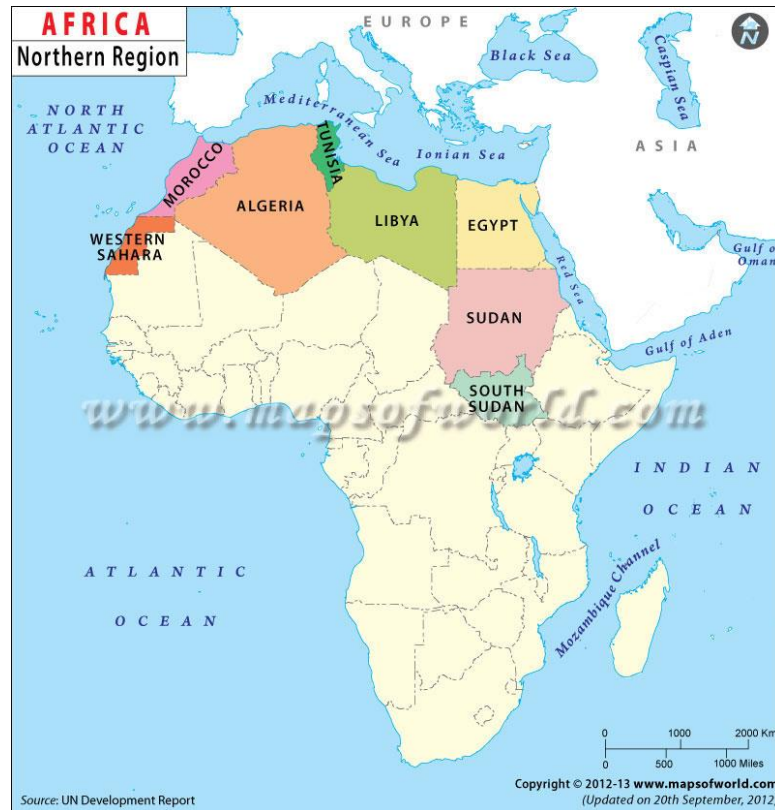 AFRICA
Northern Region
EUROPE
Black Sea
Caspian Sea
NORTH
ATLANTIC
OCEAN
Mediterranean Sea
Ionian Sea
ASIA
MOROCCO
TUNISIA
ALGERIA
LIBYA
EGYPT
WESTERN
SAHARA
Red Sea
Gulf of
Oman
SUDAN
Gulf of Aden
SOUTH
SUDAN
www.mapsofworld.com
INDIAN
OCEAN
ATLANTIC
OCEAN
Mozambique Channel
N
0 1000 2000 Km
0 500 1000 Miles
Copyright © 2012-13 www.mapsofworld.com
Source: UN Development Report
(Updated on 20th September, 2012